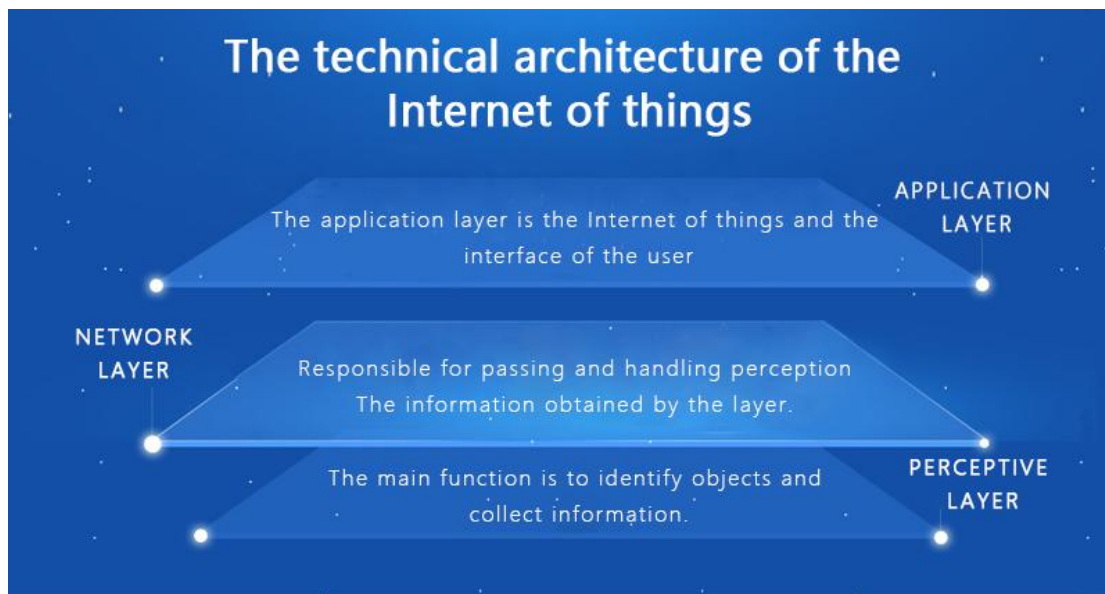 The technical architecture of the
Internet of things
APPLICATION
LAYER
The application layer is the Internet of things and the
interface of the user
NETWORK
LAYER
Responsible for passing and handling perception
The information obtained by the layer.
PERCEPTIVE
LAYER
The main function is to identify objects and
collect information.